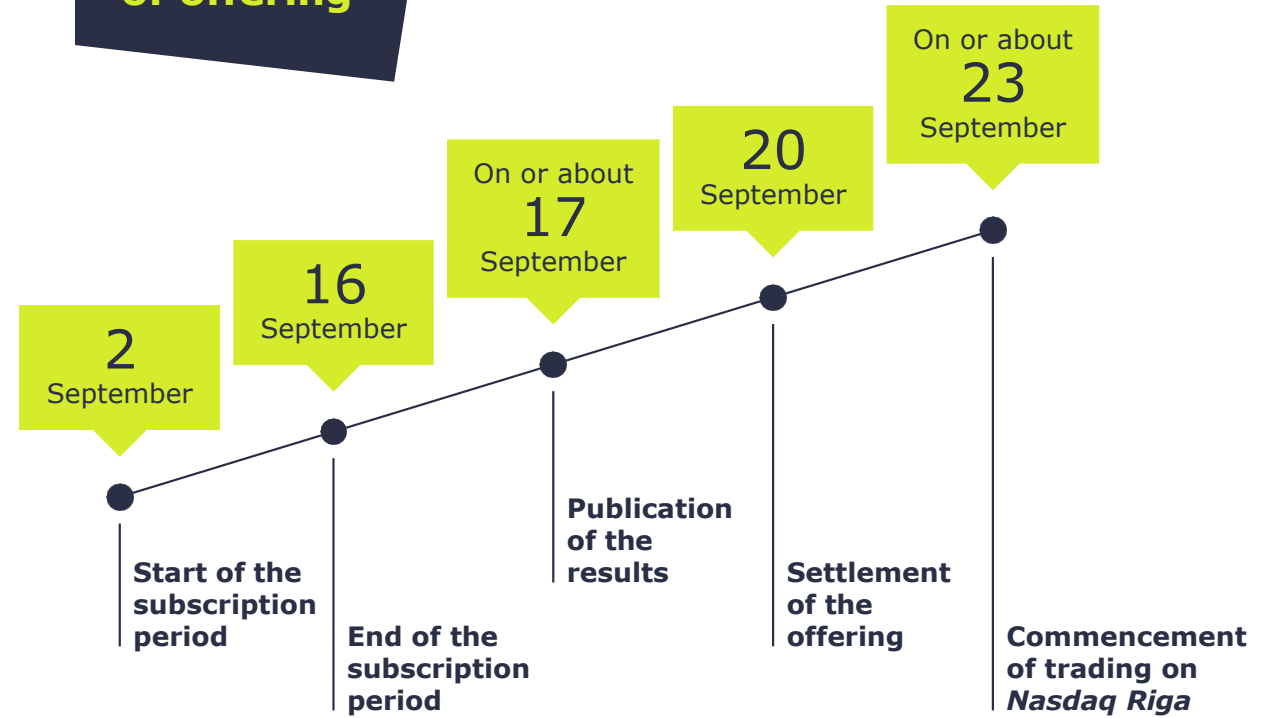 of offering
2
September
Start of the
subscription
period
16
September
End of the
subscription
period
On or about
17
September
Publication
of the
results
20
September
Settlement
of the
offering
On or about
23
September
Commencement
of trading on
Nasdaq Riga